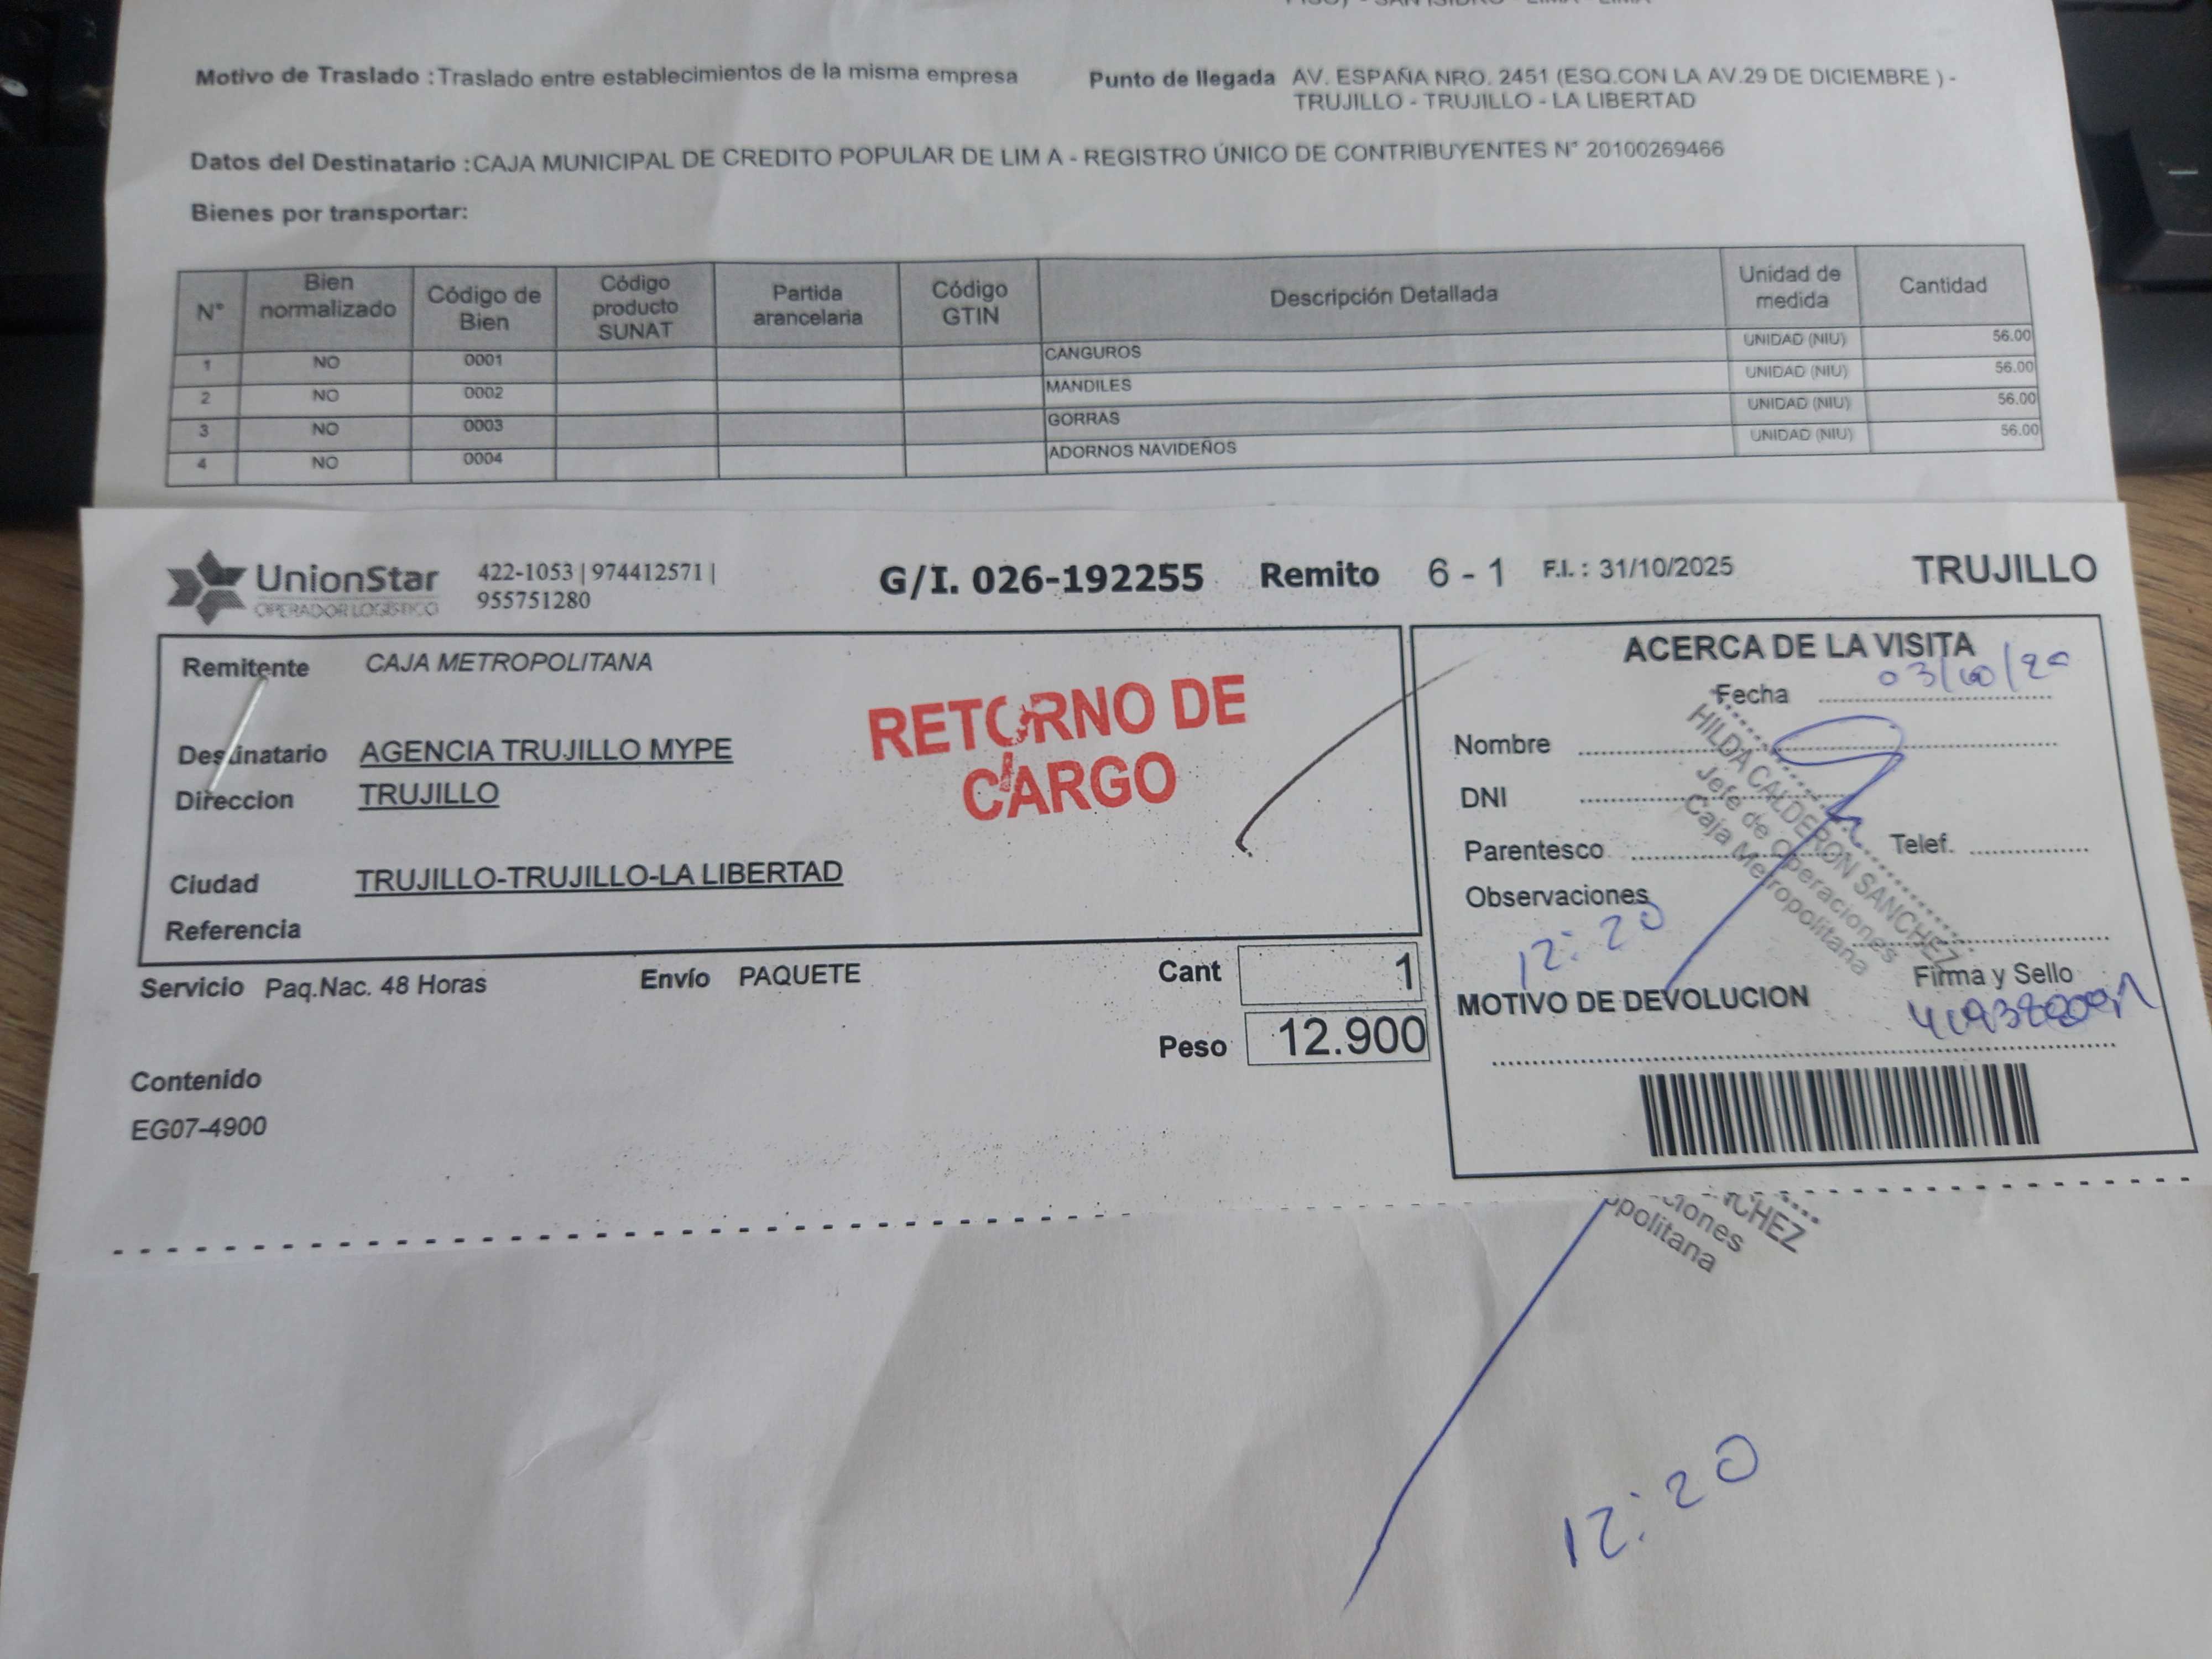 Motivo de Traslado : Traslado entre establecimientos de la misma empresa
Punto de llegada AV. ESPAÑA NRO. 2451 (ESQ.CON LA AV.29 DE DICIEMBRE ) -
TRUJILLO - TRUJILLO - LA LIBERTAD
Datos del Destinatario : CAJA MUNICIPAL DE CREDITO POPULAR DE LIM A - REGISTRO ÚNICO DE CONTRIBUYENTES N° 20100269466
Bienes por transportar:
N° Bien normalizado Código de Bien Código producto SUNAT Partida arancelaria Código GTIN Descripción Detallada Unidad de medida Cantidad
1 NO 0001 CANGUROS UNIDAD (NIU) 56.00
2 NO 0002 MANDILES UNIDAD (NIU) 56.00
3 NO 0003 GORRAS UNIDAD (NIU) 56.00
4 NO 0004 ADORNOS NAVIDEÑOS UNIDAD (NIU) 56.00
UnionStar
OPERADOR LOGÍSTICO
422-1053 | 974412571 |
955751280
G/I. 026-192255 Remito 6 - 1 F.I. : 31/10/2025 TRUJILLO
Remitente CAJA METROPOLITANA
Destinatario AGENCIA TRUJILLO MYPE
Direccion TRUJILLO
Ciudad TRUJILLO-TRUJILLO-LA LIBERTAD
Referencia
RETORNO DE
CARGO
Servicio Paq.Nac. 48 Horas Envío PAQUETE Cant 1
Peso 12.900
Contenido
EG07-4900
ACERCA DE LA VISITA
Fecha
Nombre
DNI
Parentesco Telef.
Observaciones
12:20
HILDA CALDERON SANCHEZ
Jefe de Operaciones
Caja Metropolitana
Firma y Sello
MOTIVO DE DEVOLUCION
NCHEZ
ciones
opolitana
12:20